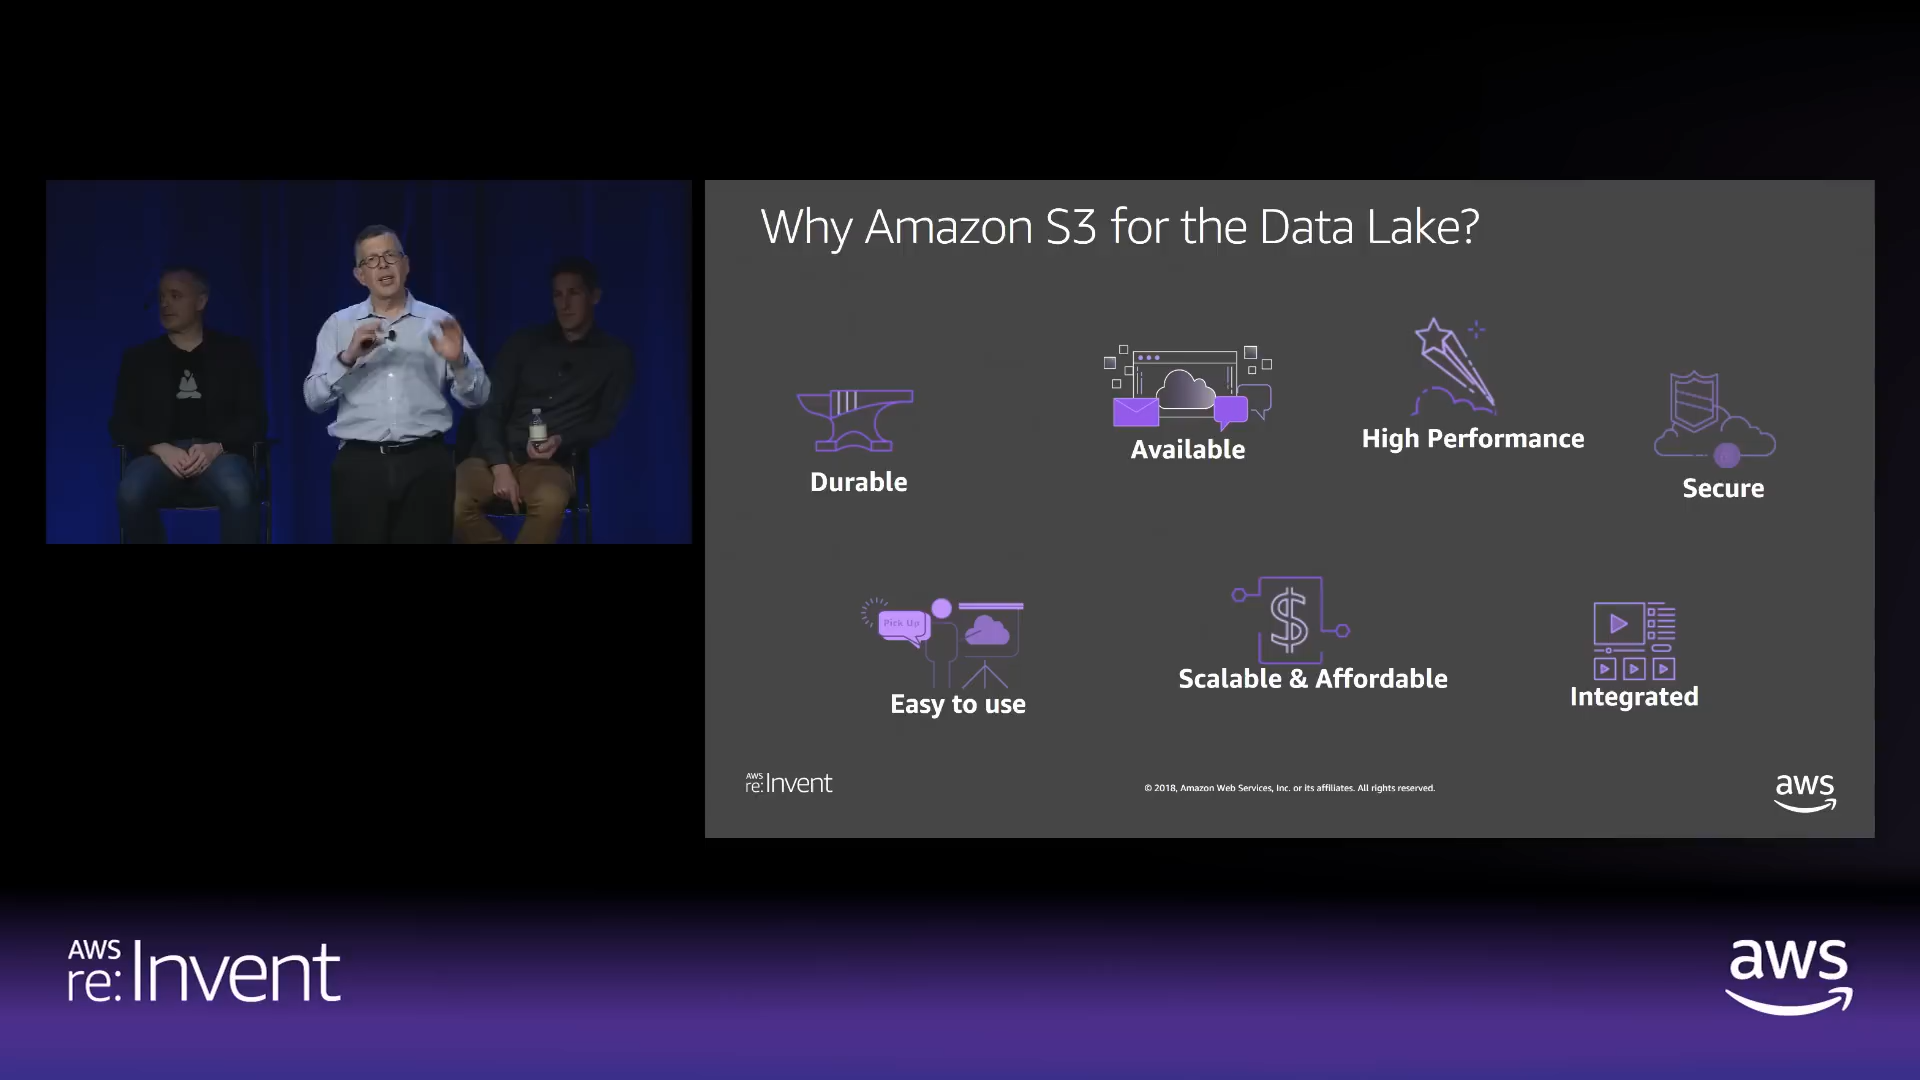 Why Amazon S3 for the Data Lake?
Durable
Available
High Performance
Secure
Pick Up
Easy to use
Scalable & Affordable
$
Integrated
AWS
re:Invent
© 2018, Amazon Web Services, Inc. or its affiliates. All rights reserved.
aws
AWS
re:Invent
aws